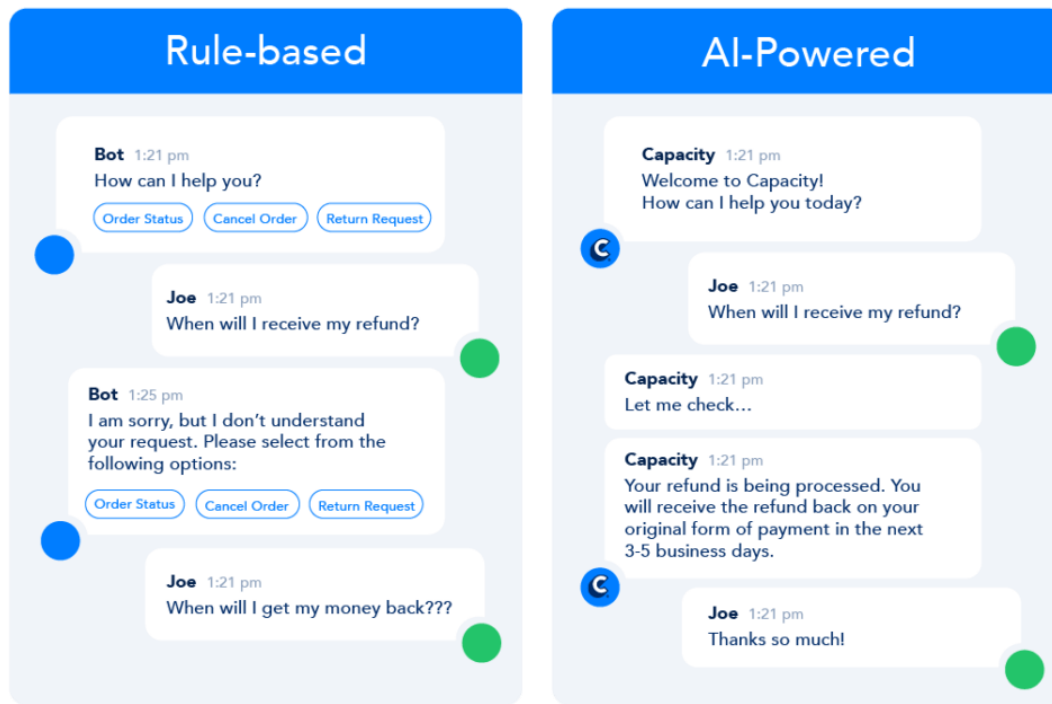 Rule-based
Bot 1:21 pm
How can I help you?
Order Status Cancel Order Return Request
Joe 1:21 pm
When will I receive my refund?
Bot 1:25 pm
I am sorry, but I don’t understand
your request. Please select from the
following options:
Order Status Cancel Order Return Request
Joe 1:21 pm
When will I get my money back???
AI-Powered
Capacity 1:21 pm
Welcome to Capacity!
How can I help you today?
C
Joe 1:21 pm
When will I receive my refund?
Capacity 1:21 pm
Let me check...
Capacity 1:21 pm
Your refund is being processed. You
will receive the refund back on your
original form of payment in the next
3-5 business days.
C
Joe 1:21 pm
Thanks so much!